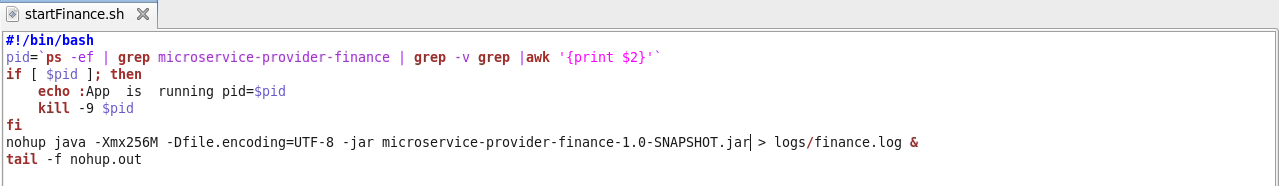 startFinance.sh
#!/bin/bash
pid=`ps -ef | grep microservice-provider-finance | grep -v grep |awk '{print $2}'`
if [ $pid ]; then
    echo :App  is  running pid=$pid
    kill -9 $pid
fi
nohup java -Xmx256M -Dfile.encoding=UTF-8 -jar microservice-provider-finance-1.0-SNAPSHOT.jar > logs/finance.log &
tail -f nohup.out